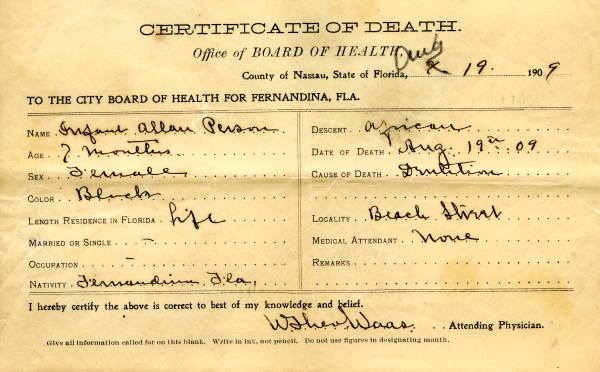 CERTIFICATE OF DEATH.
Office of BOARD OF HEALTH,
County of Nassau, State of Florida, Aug 19 1909
TO THE CITY BOARD OF HEALTH FOR FERNANDINA, FLA.
NAME Infant Allan Person
AGE 7 months
SEX Female
COLOR Black
LENGTH RESIDENCE IN FLORIDA life
MARRIED OR SINGLE -
OCCUPATION -
NATIVITY Fernandina Fla.
DESCENT African
DATE OF DEATH Aug. 19th 09
CAUSE OF DEATH Dentition
LOCALITY Beach Street
MEDICAL ATTENDANT None
REMARKS
I hereby certify the above is correct to best of my knowledge and belief.
W. Theo. Waas. Attending Physician.
Give all information called for on this blank. Write in ink, not pencil. Do not use figures in designating month.